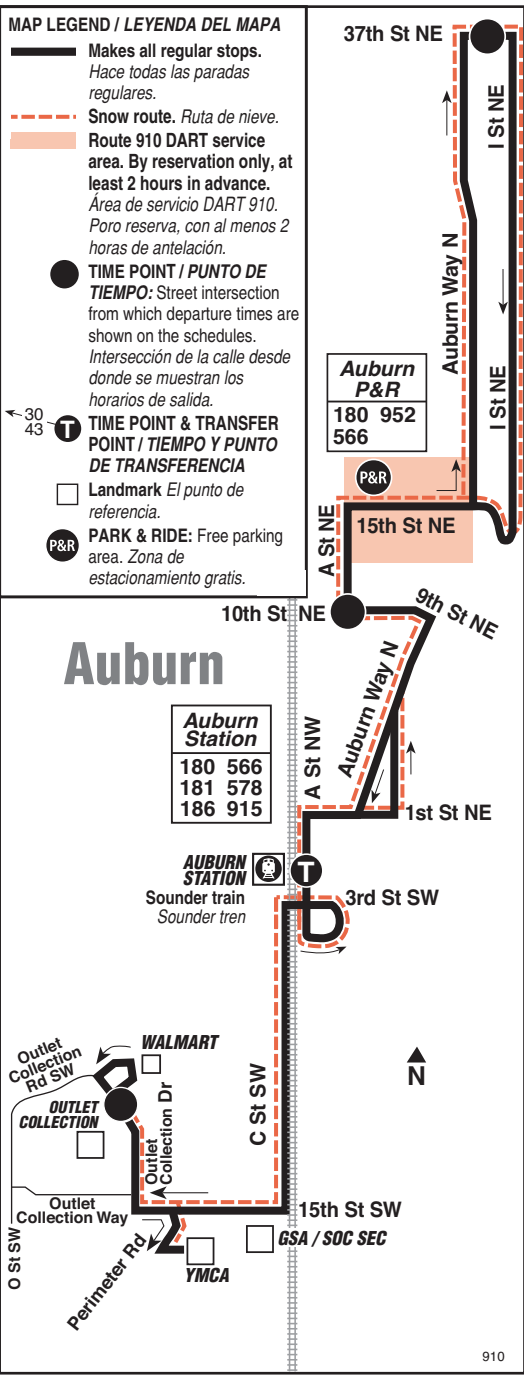 MAP LEGEND / LEYENDA DEL MAPA
Makes all regular stops.
Hace todas las paradas
regulares.
Snow route. Ruta de nieve.
Route 910 DART service
area. By reservation only, at
least 2 hours in advance.
Área de servicio DART 910.
Poro reserva, con al menos 2
horas de antelación.
TIME POINT / PUNTO DE
TIEMPO: Street intersection
from which departure times are
shown on the schedules.
Intersección de la calle desde
donde se muestran los
horarios de salida.
30
43
T
TIME POINT & TRANSFER
POINT / TIEMPO Y PUNTO
DE TRANSFERENCIA
Landmark El punto de
referencia.
P&R
PARK & RIDE: Free parking
area. Zona de
estacionamiento gratis.
37th St NE
I St NE
Auburn Way N
I St NE
Auburn
P&R
180 952
566
P&R
15th St NE
A St NE
10th St NE
9th St NE
Auburn
Auburn Way N
A St NW
Auburn
Station
180 566
181 578
186 915
1st St NE
AUBURN
STATION
T
Sounder train
Sounder tren
3rd St SW
WALMART
Outlet
Collection
Rd SW
OUTLET
COLLECTION
Outlet
Collection Dr
C St SW
N
Outlet
Collection Way
O St SW
15th St SW
Perimeter Rd
YMCA
GSA / SOC SEC
910